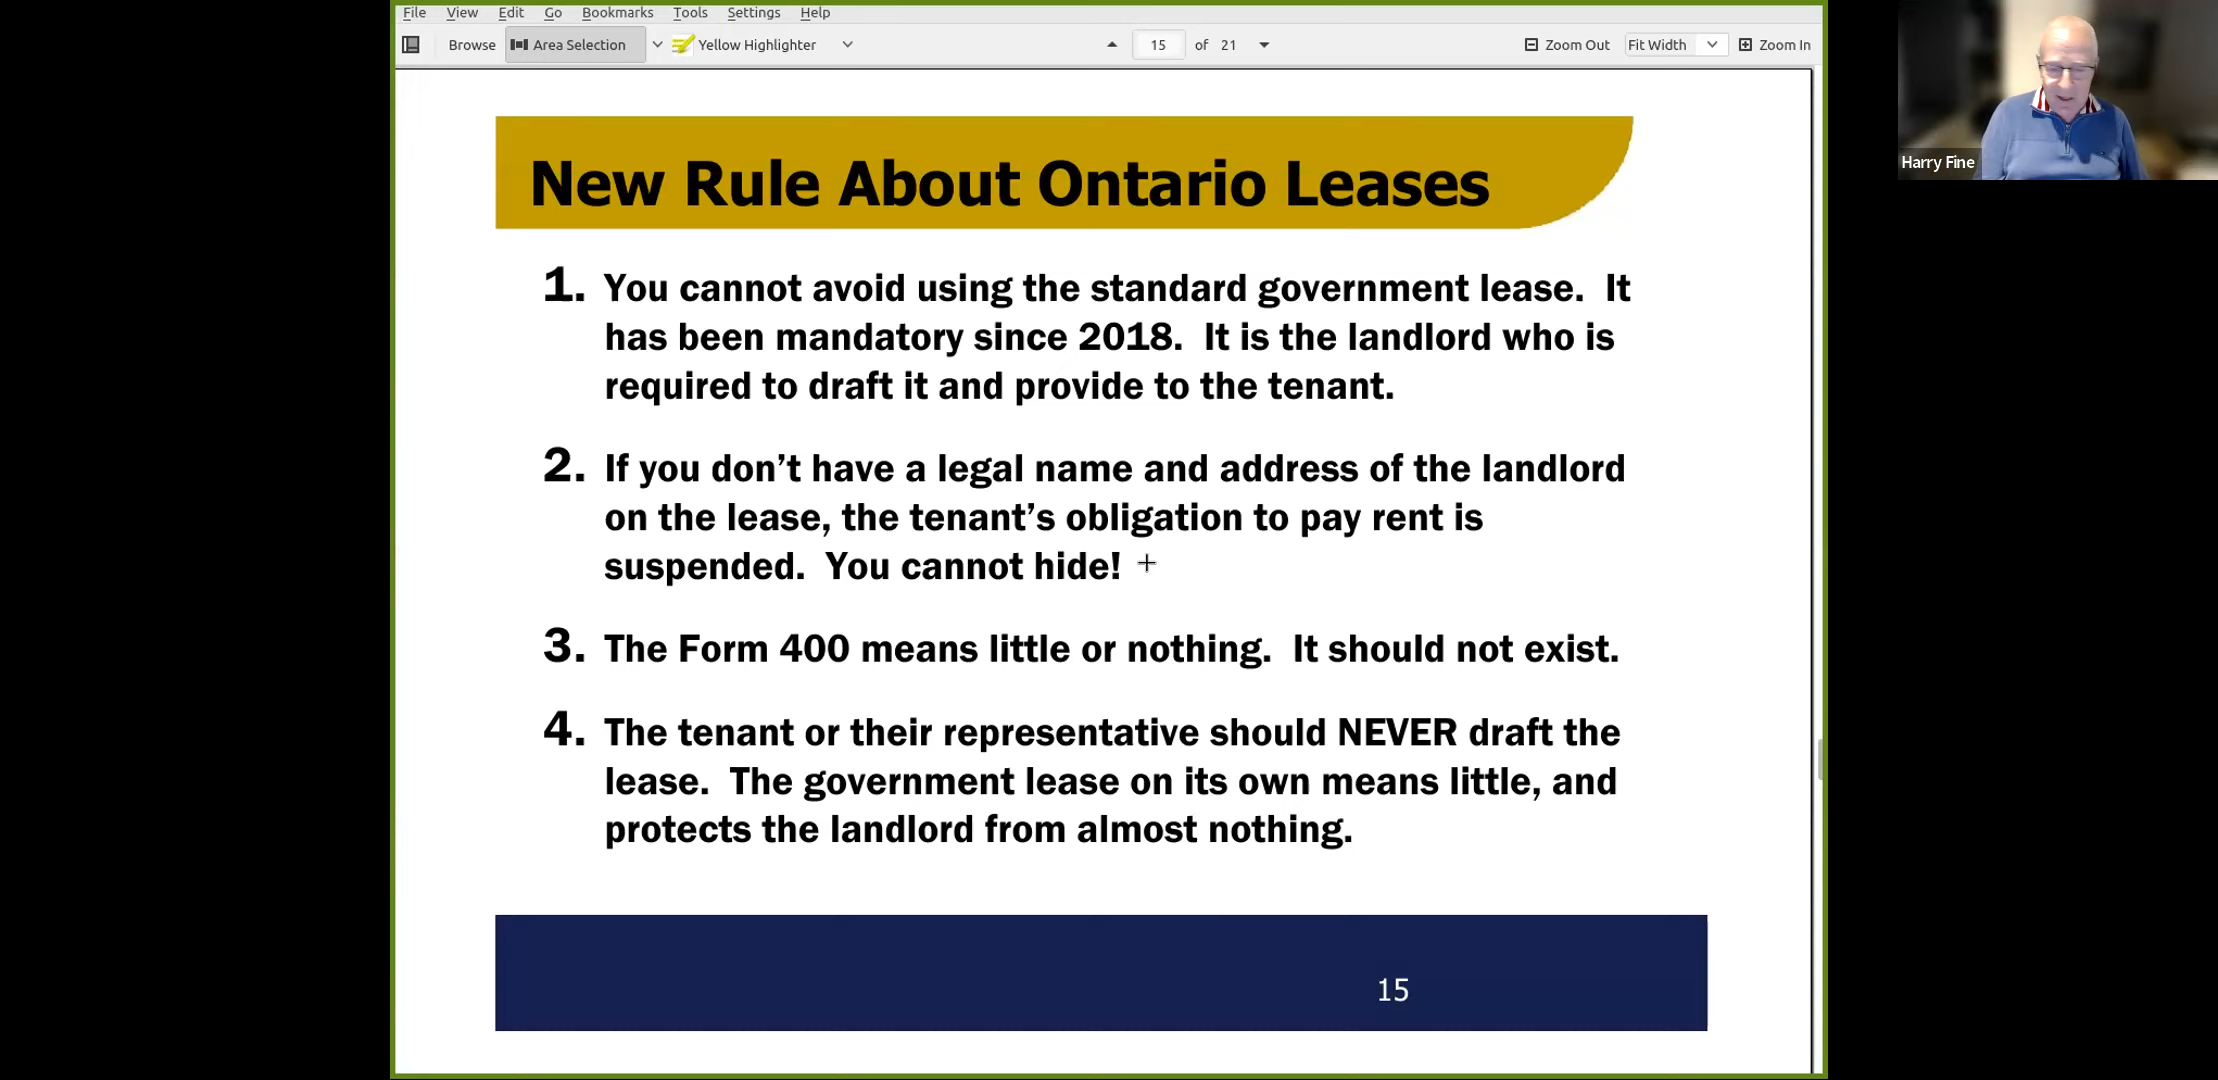 File View Edit Go Bookmarks Tools Settings Help
Browse Area Selection Yellow Highlighter 15 of 21 Zoom Out Fit Width Zoom In
Harry Fine
New Rule About Ontario Leases
1. You cannot avoid using the standard government lease. It
has been mandatory since 2018. It is the landlord who is
required to draft it and provide to the tenant.
2. If you don't have a legal name and address of the landlord
on the lease, the tenant's obligation to pay rent is
suspended. You cannot hide!
3. The Form 400 means little or nothing. It should not exist.
4. The tenant or their representative should NEVER draft the
lease. The government lease on its own means little, and
protects the landlord from almost nothing.
15